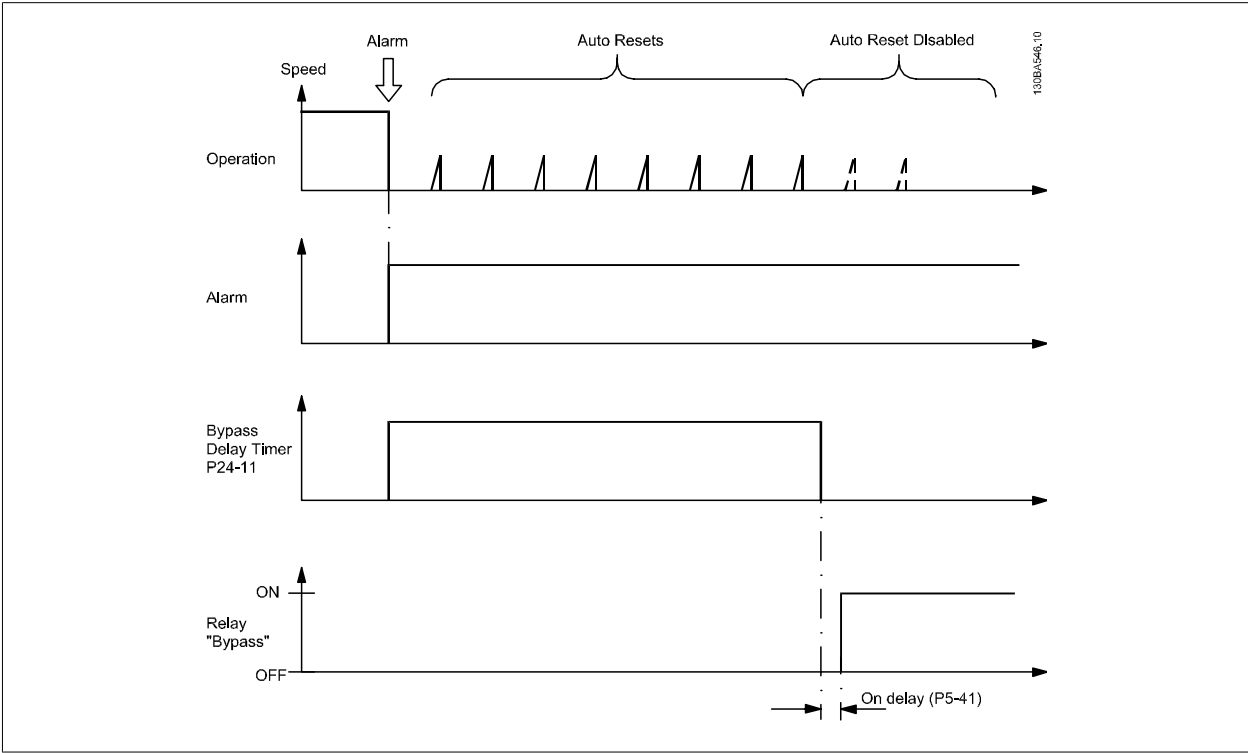 Alarm
Auto Resets
Auto Reset DIsabled
130BA546.10
Speed
Operation
Alarm
Bypass
Delay Timer
P24-11
ON
Relay
"Bypass"
OFF
On delay (P5-41)